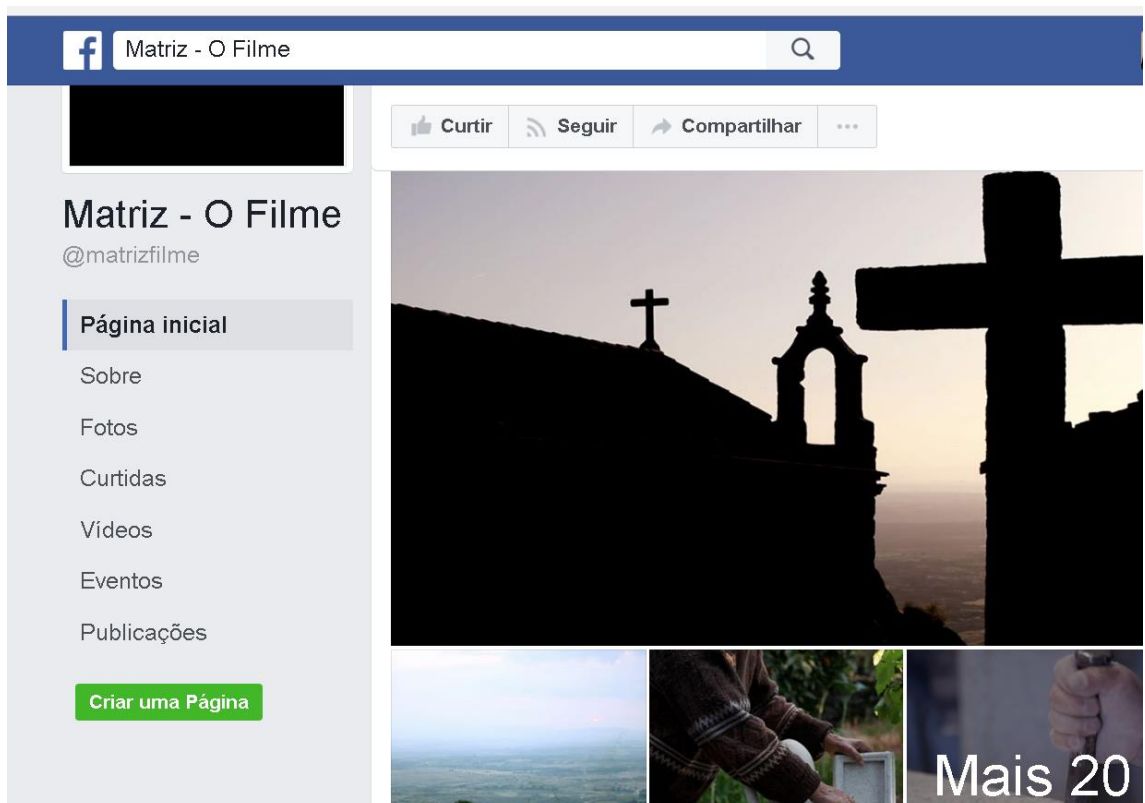 Matriz - O Filme
Curtir Seguir Compartilhar
Matriz - O Filme
@matrizfilme
Página inicial
Sobre
Fotos
Curtidas
Vídeos
Eventos
Publicações
Criar uma Página
Mais 20